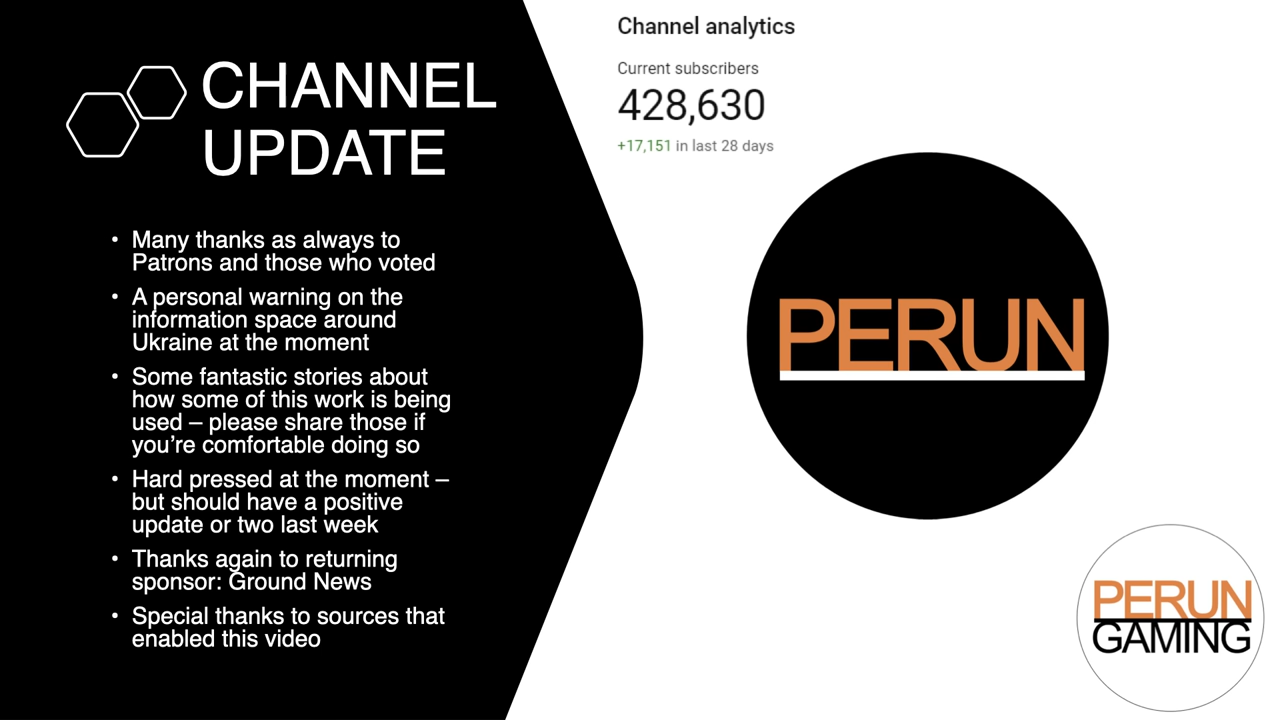 CHANNEL
UPDATE
• Many thanks as always to
Patrons and those who voted
• A personal warning on the
information space around
Ukraine at the moment
• Some fantastic stories about
how some of this work is being
used – please share those if
you’re comfortable doing so
• Hard pressed at the moment –
but should have a positive
update or two last week
• Thanks again to returning
sponsor: Ground News
• Special thanks to sources that
enabled this video
Channel analytics
Current subscribers
428,630
+17,151 in last 28 days
PERUN
PERUN
GAMING